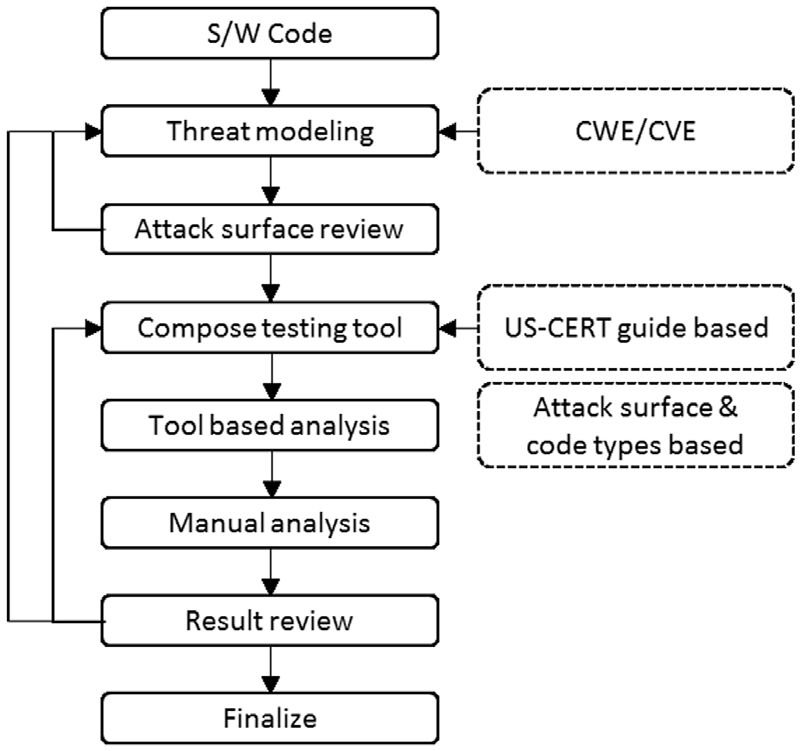 S/W Code
Threat modeling
CWE/CVE
Attack surface review
Compose testing tool
US-CERT guide based
Tool based analysis
Attack surface &
code types based
Manual analysis
Result review
Finalize